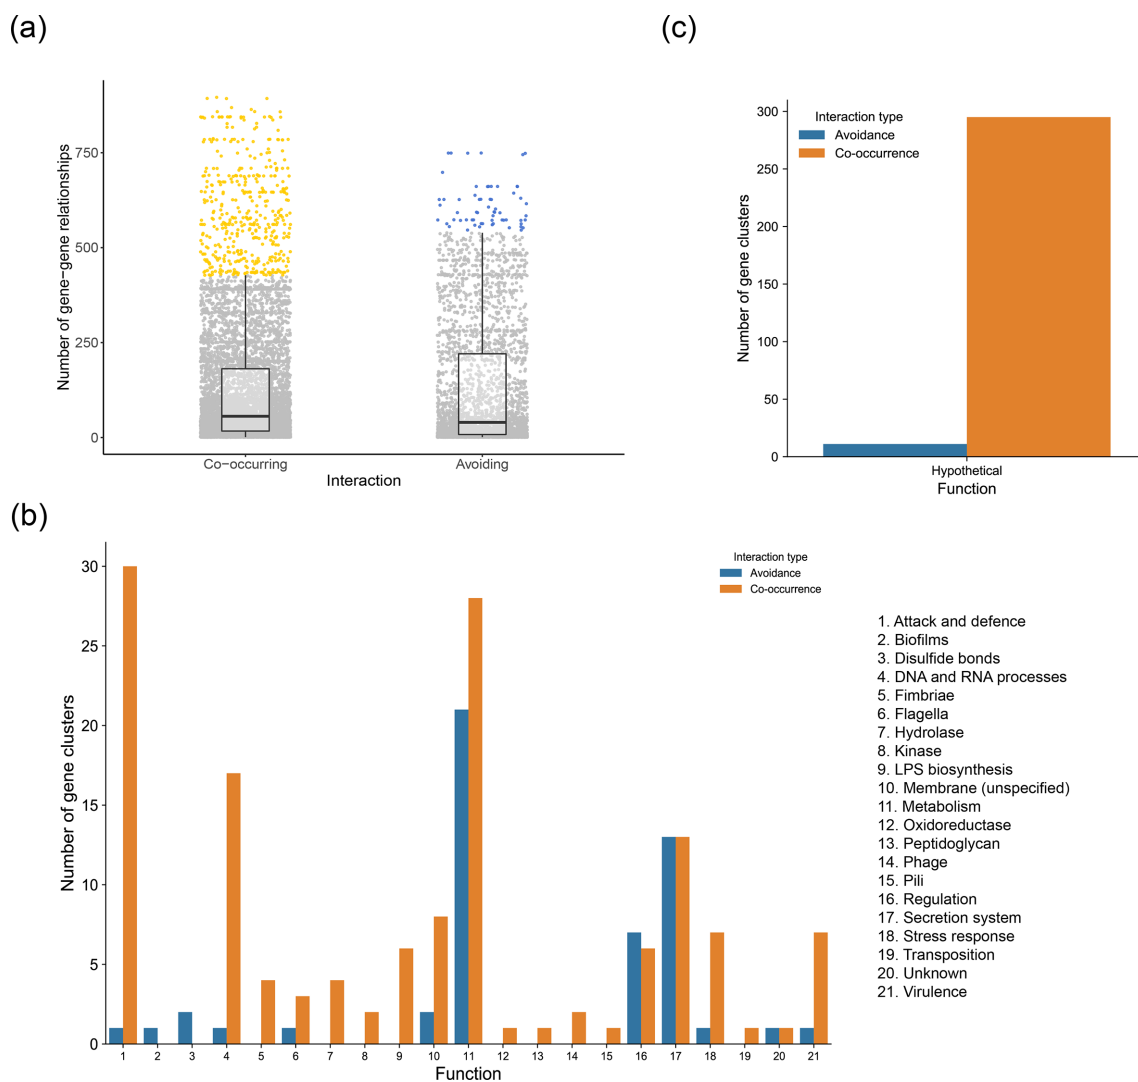 (a)
Number of gene−gene relationships
750
500
250
0
Co−occurring
Avoiding
Interaction
(c)
Number of gene clusters
300
250
200
150
100
50
0
Interaction type
Avoidance
Co-occurrence
Hypothetical
Function
(b)
Number of gene clusters
30
25
20
15
10
5
0
1 2 3 4 5 6 7 8 9 10 11 12 13 14 15 16 17 18 19 20 21
Function
Interaction type
Avoidance
Co-occurrence
1. Attack and defence
2. Biofilms
3. Disulfide bonds
4. DNA and RNA processes
5. Fimbriae
6. Flagella
7. Hydrolase
8. Kinase
9. LPS biosynthesis
10. Membrane (unspecified)
11. Metabolism
12. Oxidoreductase
13. Peptidoglycan
14. Phage
15. Pili
16. Regulation
17. Secretion system
18. Stress response
19. Transposition
20. Unknown
21. Virulence